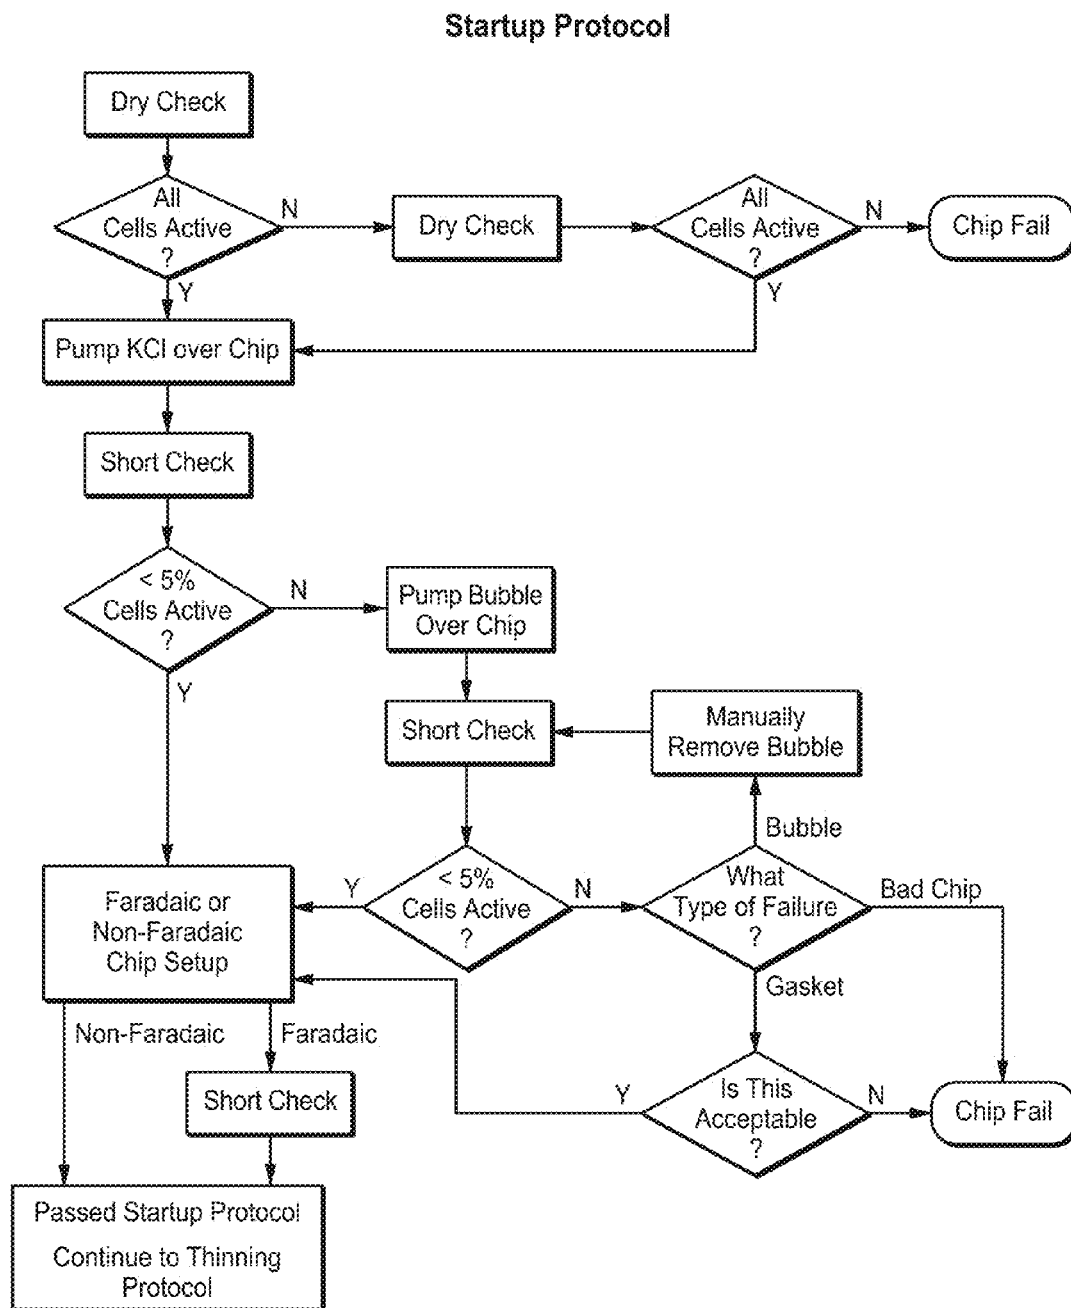 Startup Protocol
Dry Check
All
Cells Active
?
N
Y
Dry Check
All
Cells Active
?
N
Y
Chip Fail
Pump KCl over Chip
Short Check
< 5%
Cells Active
?
N
Y
Pump Bubble
Over Chip
Short Check
Manually
Remove Bubble
Bubble
< 5%
Cells Active
?
Y
N
What
Type of Failure
?
Bad Chip
Gasket
Faradaic or
Non-Faradaic
Chip Setup
Non-Faradaic
Faradaic
Short Check
Is This
Acceptable
?
Y
N
Chip Fail
Passed Startup Protocol
Continue to Thinning
Protocol